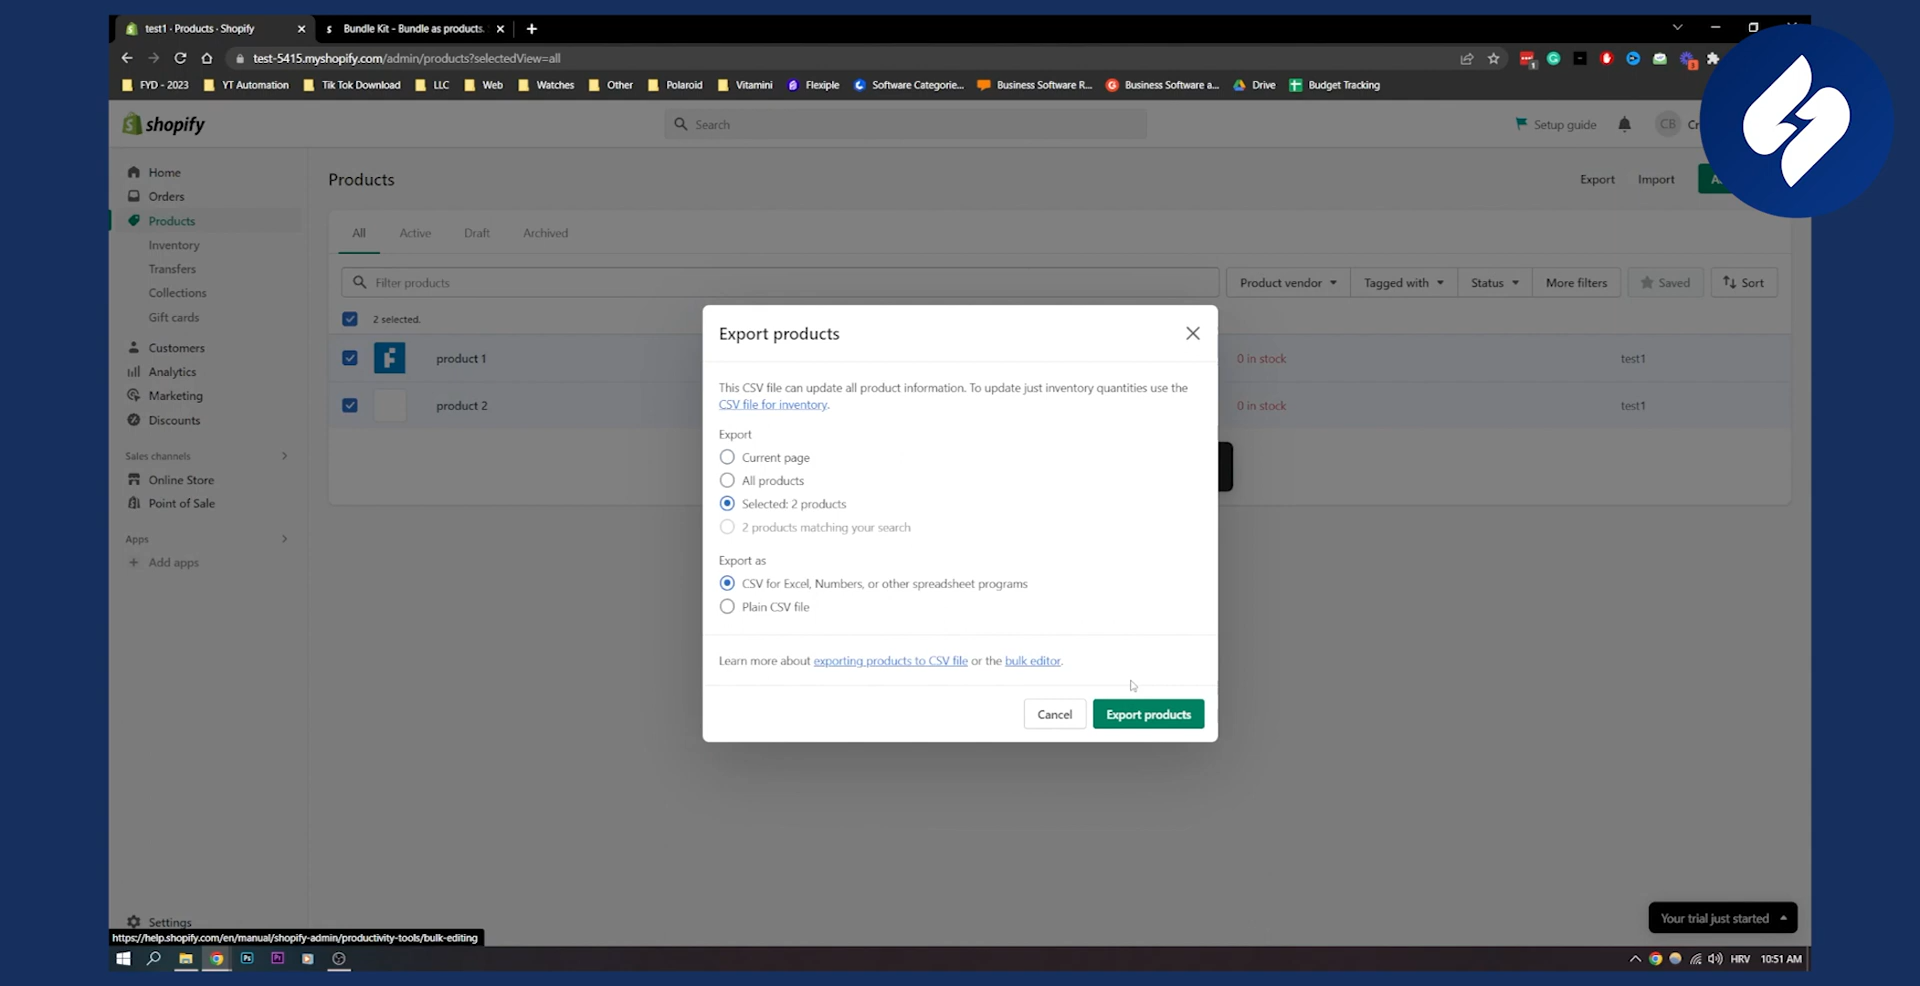 test1 - Products - Shopify
Bundle Kit - Bundle as products.
test-5415.myshopify.com/admin/products?selectedView=all
FYD - 2023
YT Automation
Tik Tok Download
LLC
Web
Watches
Other
Polaroid
Vitamini
Flexiple
Software Categorie...
Business Software R...
Business Software a...
Drive
Budget Tracking
shopify
Search
Setup guide
CB
Home
Orders
Products
Inventory
Transfers
Collections
Gift cards
Customers
Analytics
Marketing
Discounts
Sales channels
Online Store
Point of Sale
Apps
Add apps
Settings
Products
Export
Import
All
Active
Draft
Archived
Filter products
Product vendor
Tagged with
Status
More filters
Saved
Sort
2 selected.
product 1
0 in stock
test1
product 2
0 in stock
test1
Export products
This CSV file can update all product information. To update just inventory quantities use the
CSV file for inventory.
Export
Current page
All products
Selected: 2 products
2 products matching your search
Export as
CSV for Excel, Numbers, or other spreadsheet programs
Plain CSV file
Learn more about exporting products to CSV file or the bulk editor.
Cancel
Export products
Your trial just started
https://help.shopify.com/en/manual/shopify-admin/productivity-tools/bulk-editing
Ps
Pr
HRV
10:51 AM